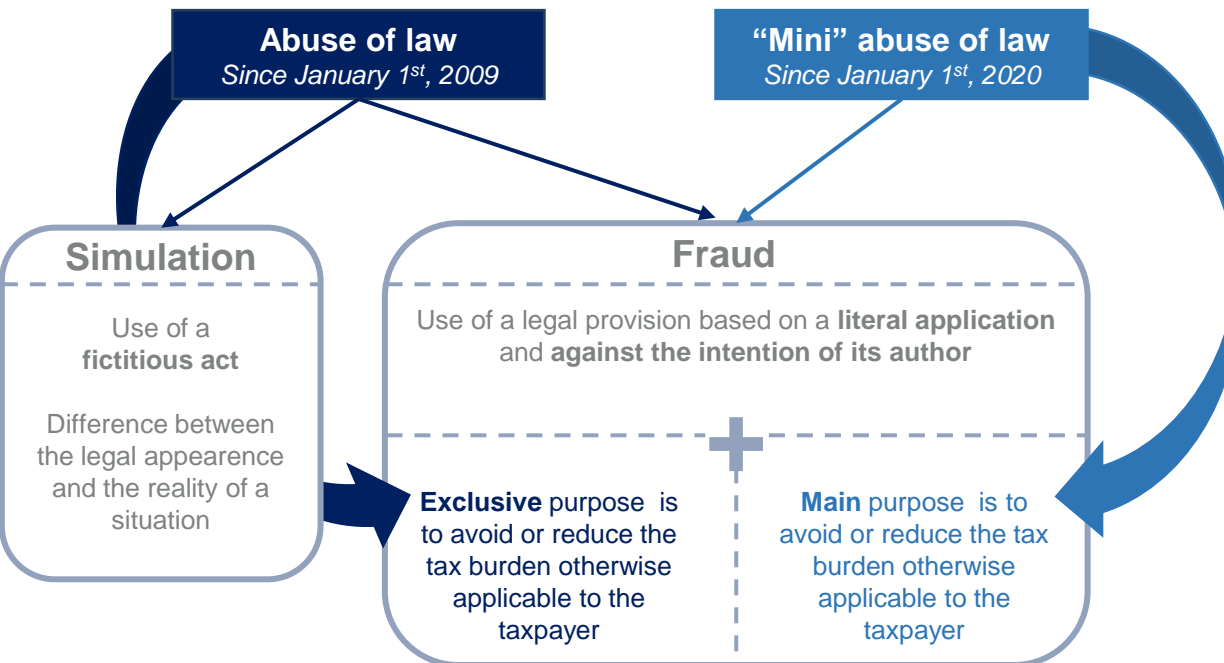 Abuse of law
Since January 1st, 2009
“Mini” abuse of law
Since January 1st, 2020
Simulation
Use of a
fictitious act
Difference between
the legal appearence
and the reality of a
situation
Fraud
Use of a legal provision based on a literal application
and against the intention of its author
Exclusive purpose is
to avoid or reduce the
tax burden otherwise
applicable to the
taxpayer
Main purpose is to
avoid or reduce the tax
burden otherwise
applicable to the
taxpayer